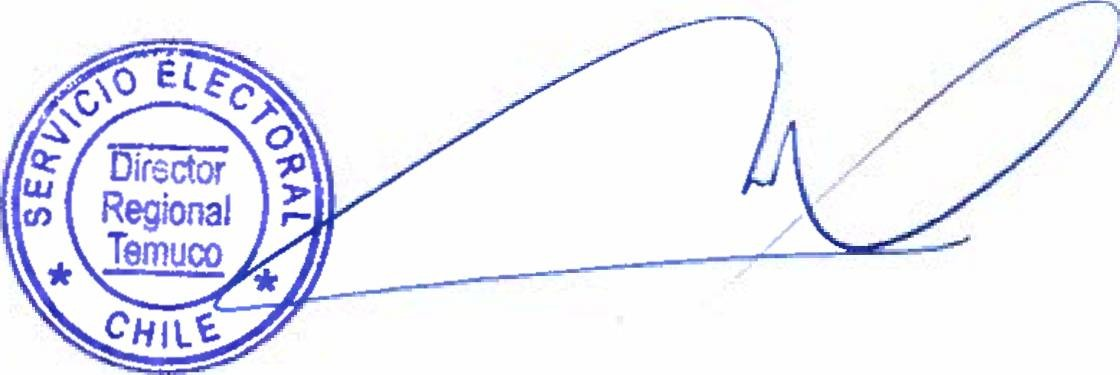 SERVICIO ELECTORAL
Director
Regional
Temuco
* CHILE *